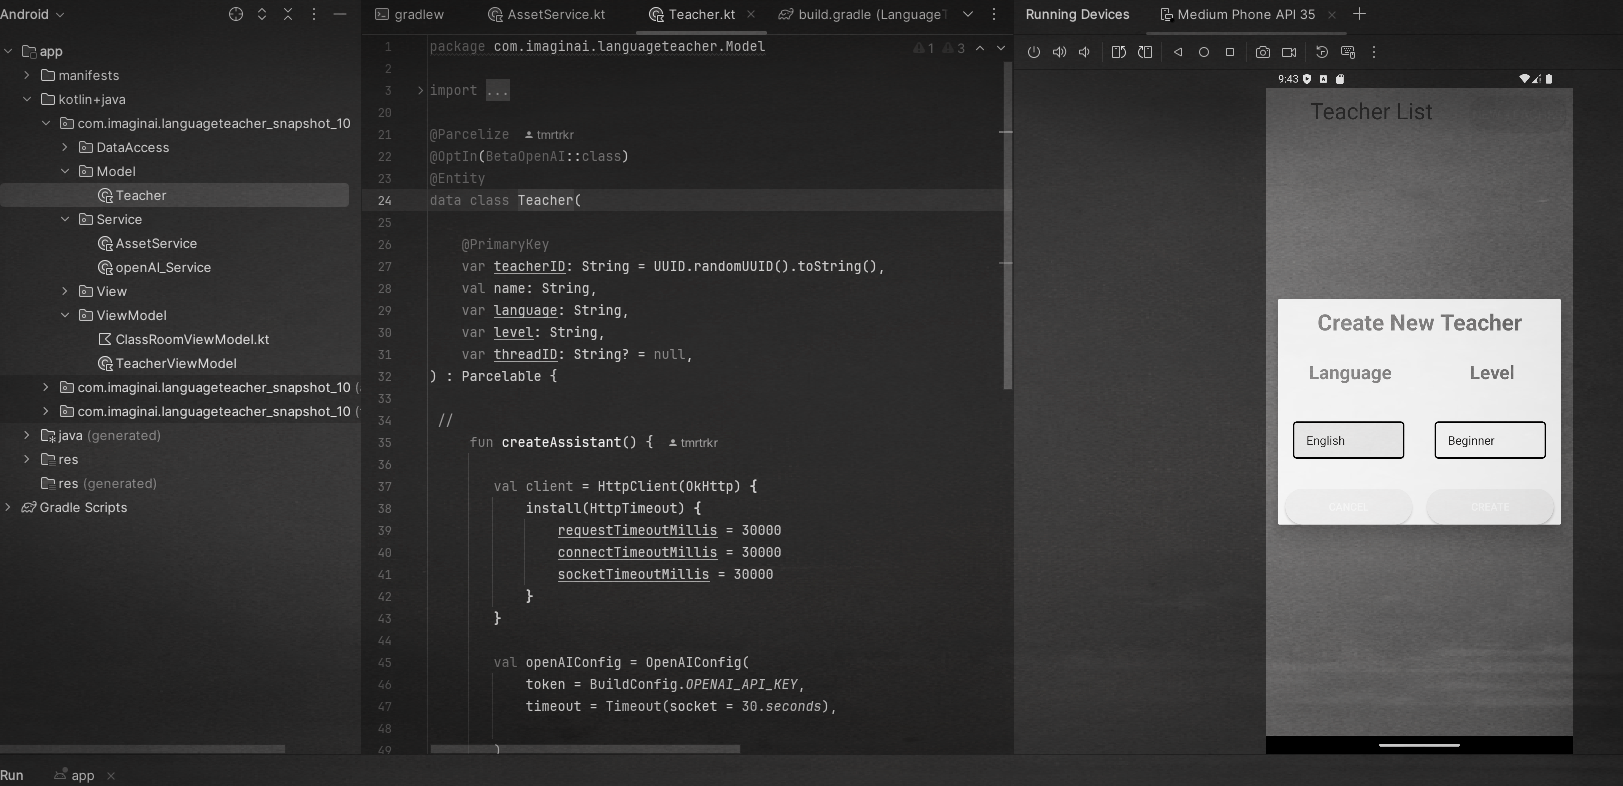 Android
app
manifests
kotlin+java
com.imaginai.languageteacher_snapshot_10
DataAccess
Model
Teacher
Service
AssetService
openAI_Service
View
ViewModel
ClassRoomViewModel.kt
TeacherViewModel
com.imaginai.languageteacher_snapshot_10 (
com.imaginai.languageteacher_snapshot_10 (
java (generated)
res
res (generated)
Gradle Scripts
gradlew
AssetService.kt
Teacher.kt
build.gradle (LanguageT
1 package com.imaginai.languageteacher.Model
1 3
2
3 import ...
20
21 @Parcelize tmrtrkr
22 @OptIn(BetaOpenAI::class)
23 @Entity
24 data class Teacher(
25
26 @PrimaryKey
27 var teacherID: String = UUID.randomUUID().toString(),
28 val name: String,
29 var language: String,
30 var level: String,
31 var threadID: String? = null,
32 ) : Parcelable {
33
34 //
35 fun createAssistant() { tmrtrkr
36
37 val client = HttpClient(OkHttp) {
38 install(HttpTimeout) {
39 requestTimeoutMillis = 30000
40 connectTimeoutMillis = 30000
41 socketTimeoutMillis = 30000
42 }
43 }
44
45 val openAIConfig = OpenAIConfig(
46 token = BuildConfig.OPENAI_API_KEY,
47 timeout = Timeout(socket = 30.seconds),
48
49 )
Running Devices
Medium Phone API 35
9:43
Teacher List
Create New Teacher
Language Level
English Beginner
CANCEL CREATE
Run app